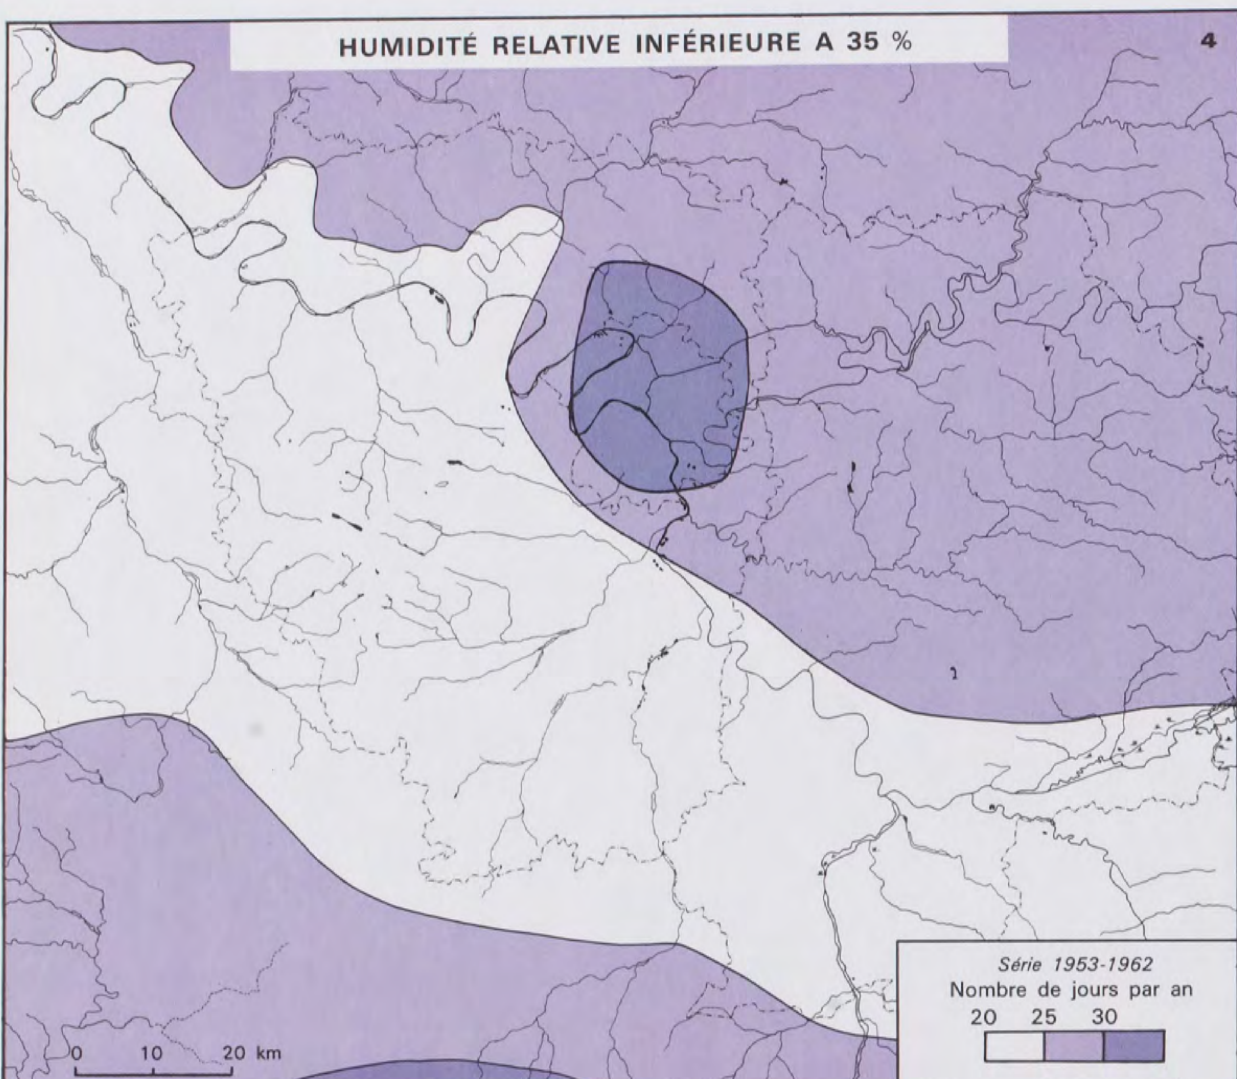 HUMIDITÉ RELATIVE INFÉRIEURE A 35 %
4
Série 1953-1962
Nombre de jours par an
20 25 30
0 10 20 km